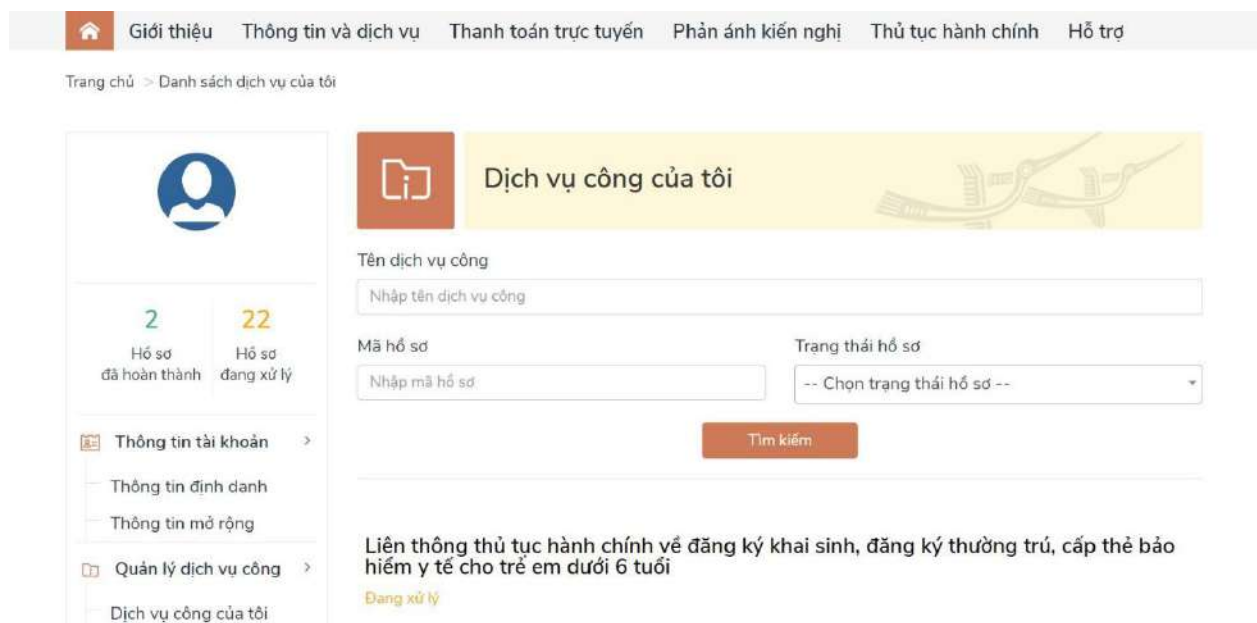 Giới thiệu Thông tin và dịch vụ Thanh toán trực tuyến Phản ánh kiến nghị Thủ tục hành chính Hỗ trợ
Trang chủ > Danh sách dịch vụ của tôi
2
Hồ sơ
đã hoàn thành
22
Hồ sơ
đang xử lý
Thông tin tài khoản >
Thông tin định danh
Thông tin mở rộng
Quản lý dịch vụ công >
Dịch vụ công của tôi
Dịch vụ công của tôi
Tên dịch vụ công
Nhập tên dịch vụ công
Mã hồ sơ
Nhập mã hồ sơ
Trạng thái hồ sơ
-- Chọn trạng thái hồ sơ --
Tìm kiếm
Liên thông thủ tục hành chính về đăng ký khai sinh, đăng ký thường trú, cấp thẻ bảo
hiểm y tế cho trẻ em dưới 6 tuổi
Đang xử lý